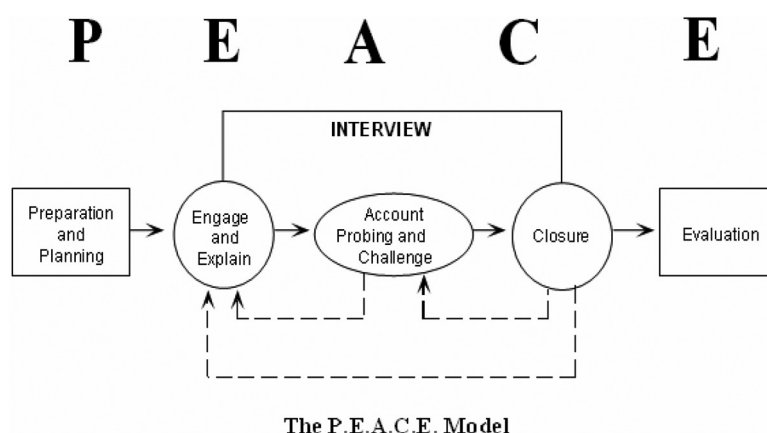 P E A C E
INTERVIEW
Preparation
and
Planning
Engage
and
Explain
Account
Probing and
Challenge
Closure
Evaluation
The P.E.A.C.E. Model